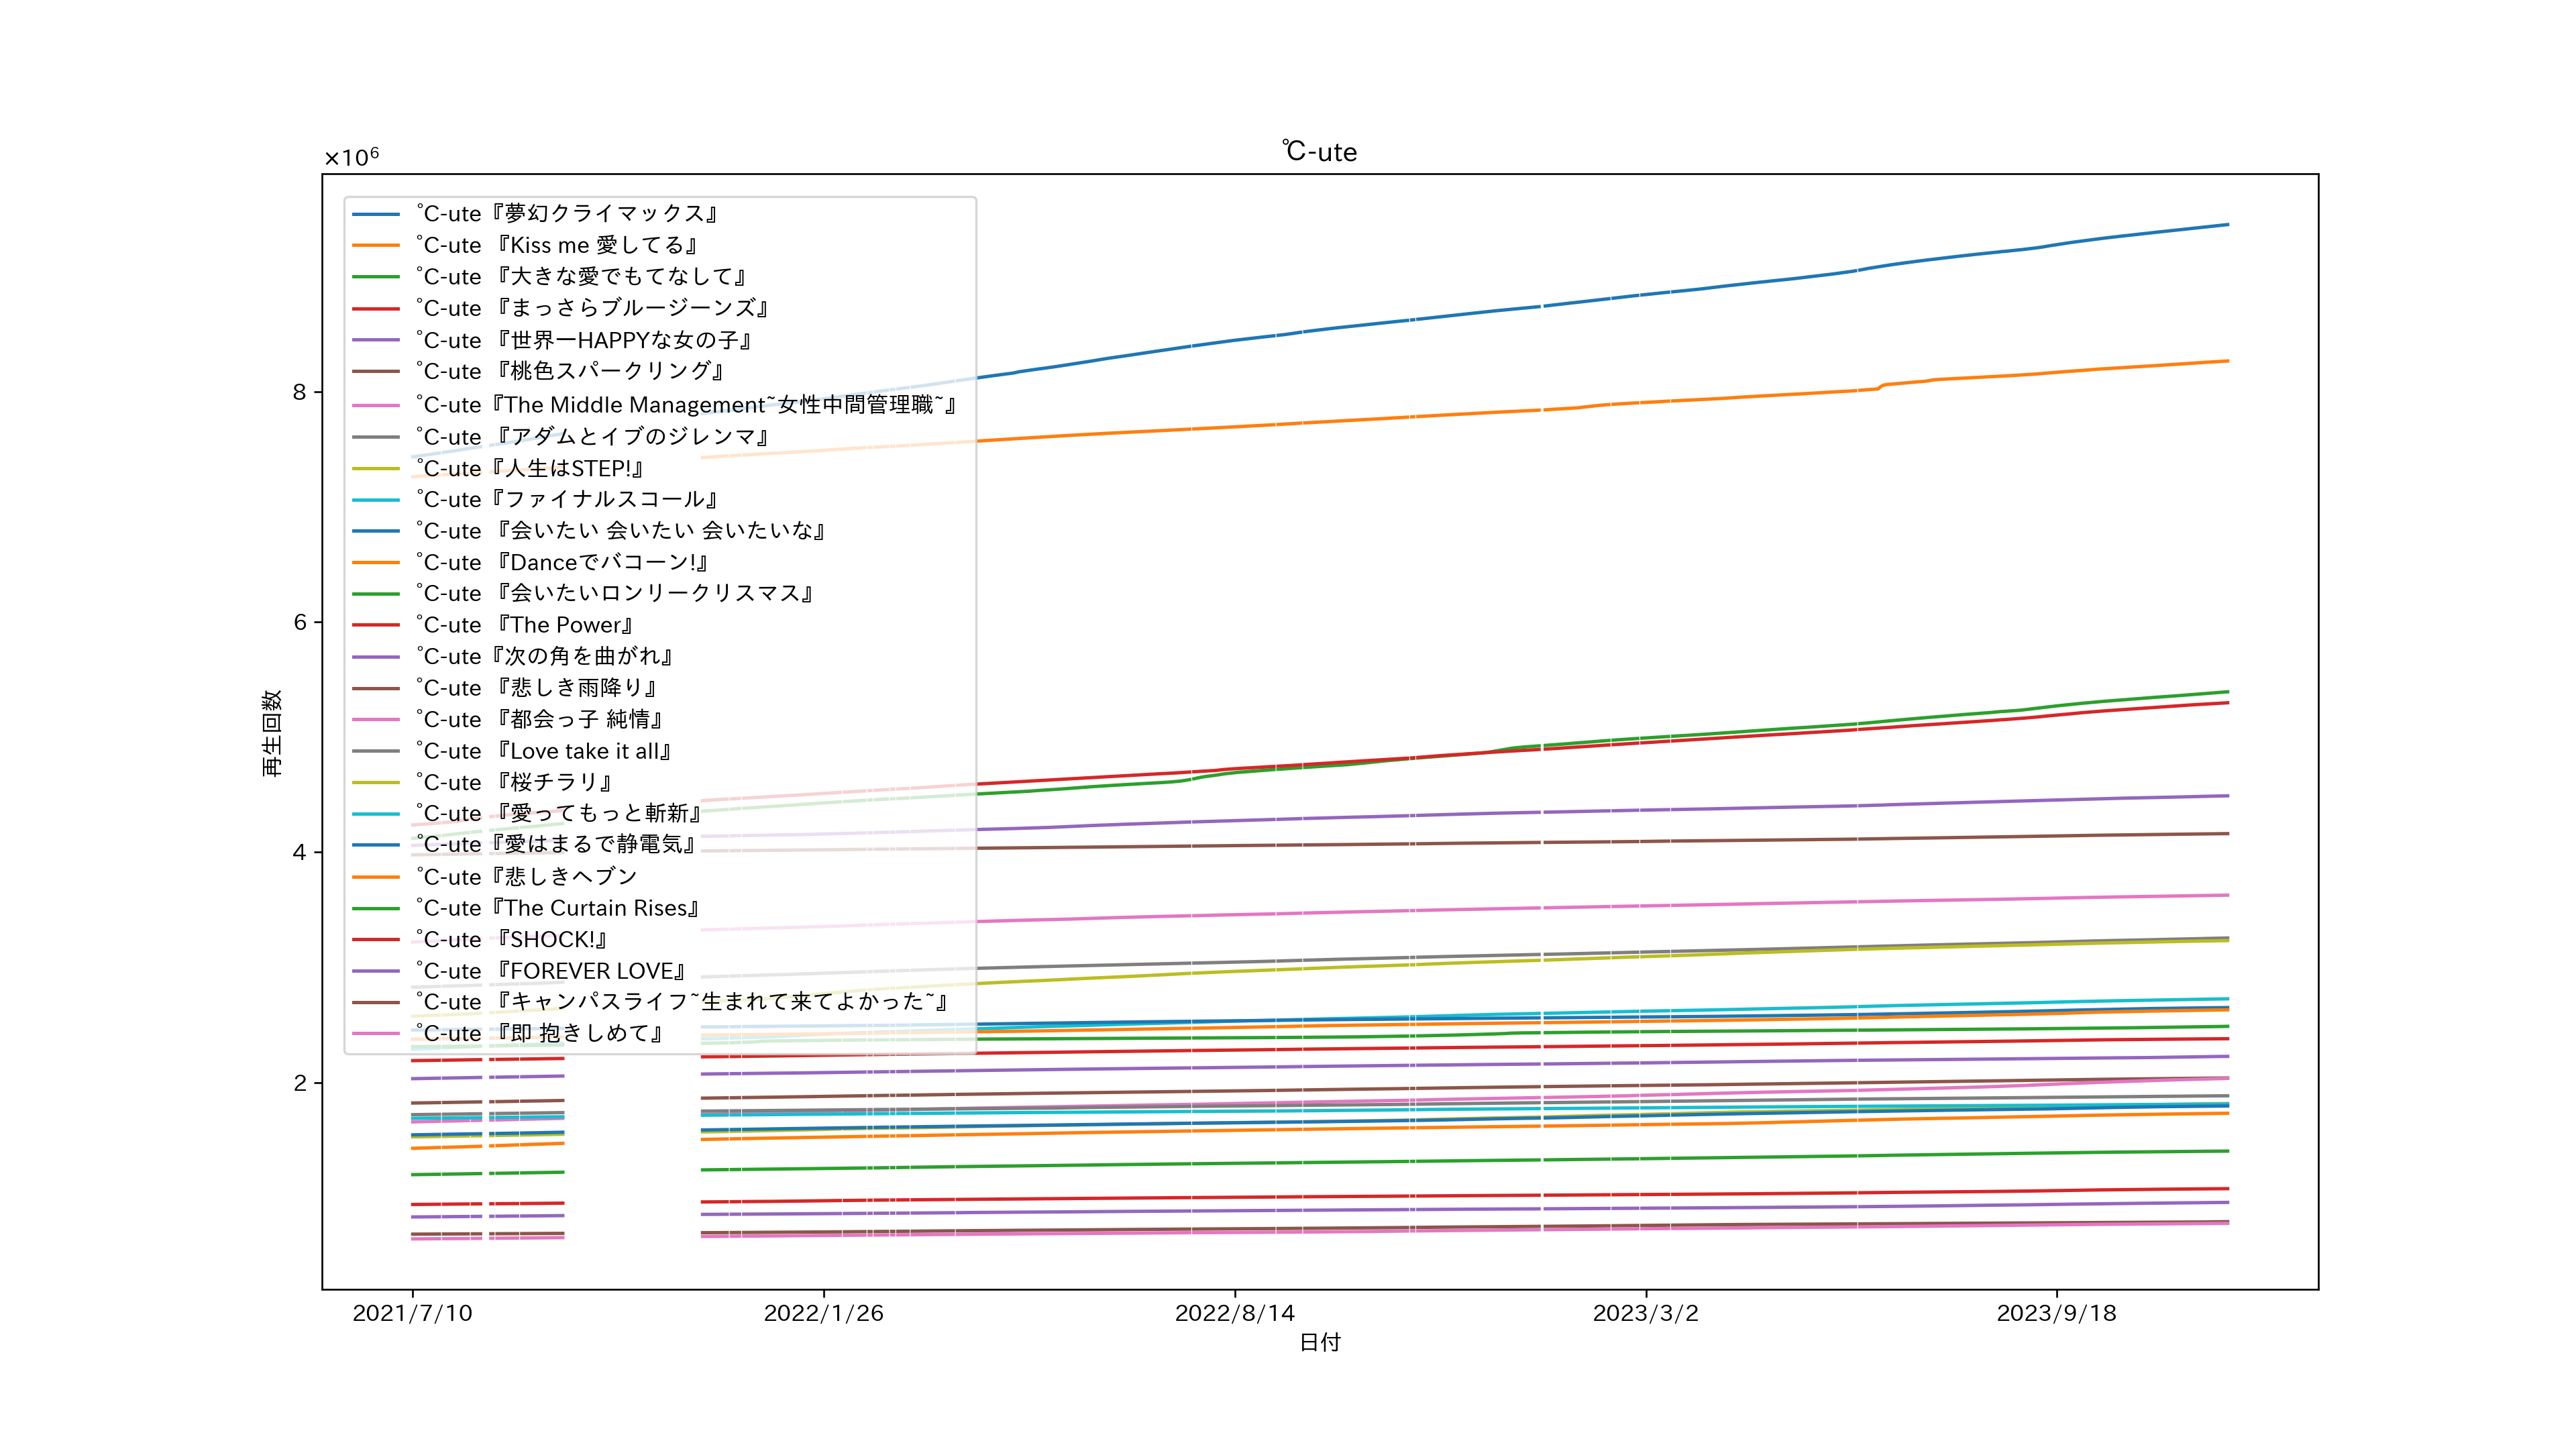 ℃-ute
×10⁶
℃-ute『夢幻クライマックス』
℃-ute 『Kiss me 愛してる』
℃-ute 『大きな愛でもてなして』
℃-ute 『まっさらブルージーンズ』
℃-ute 『世界一HAPPYな女の子』
℃-ute 『桃色スパークリング』
℃-ute『The Middle Management~女性中間管理職~』
℃-ute 『アダムとイブのジレンマ』
℃-ute 『人生はSTEP!』
℃-ute『ファイナルスコール』
℃-ute 『会いたい 会いたい 会いたいな』
℃-ute 『Danceでバコーン!』
℃-ute 『会いたいロンリークリスマス』
℃-ute 『The Power』
℃-ute『次の角を曲がれ』
℃-ute 『悲しき雨降り』
℃-ute 『都会っ子 純情』
℃-ute 『Love take it all』
℃-ute 『桜チラリ』
℃-ute 『愛ってもっと斬新』
℃-ute『愛はまるで静電気』
℃-ute『悲しきヘブン
℃-ute『The Curtain Rises』
℃-ute 『SHOCK!』
℃-ute 『FOREVER LOVE』
℃-ute 『キャンパスライフ~生まれて来てよかった~』
℃-ute 『即 抱きしめて』
8
6
4
2
再生回数
2021/7/10
2022/1/26
2022/8/14
2023/3/2
2023/9/18
日付